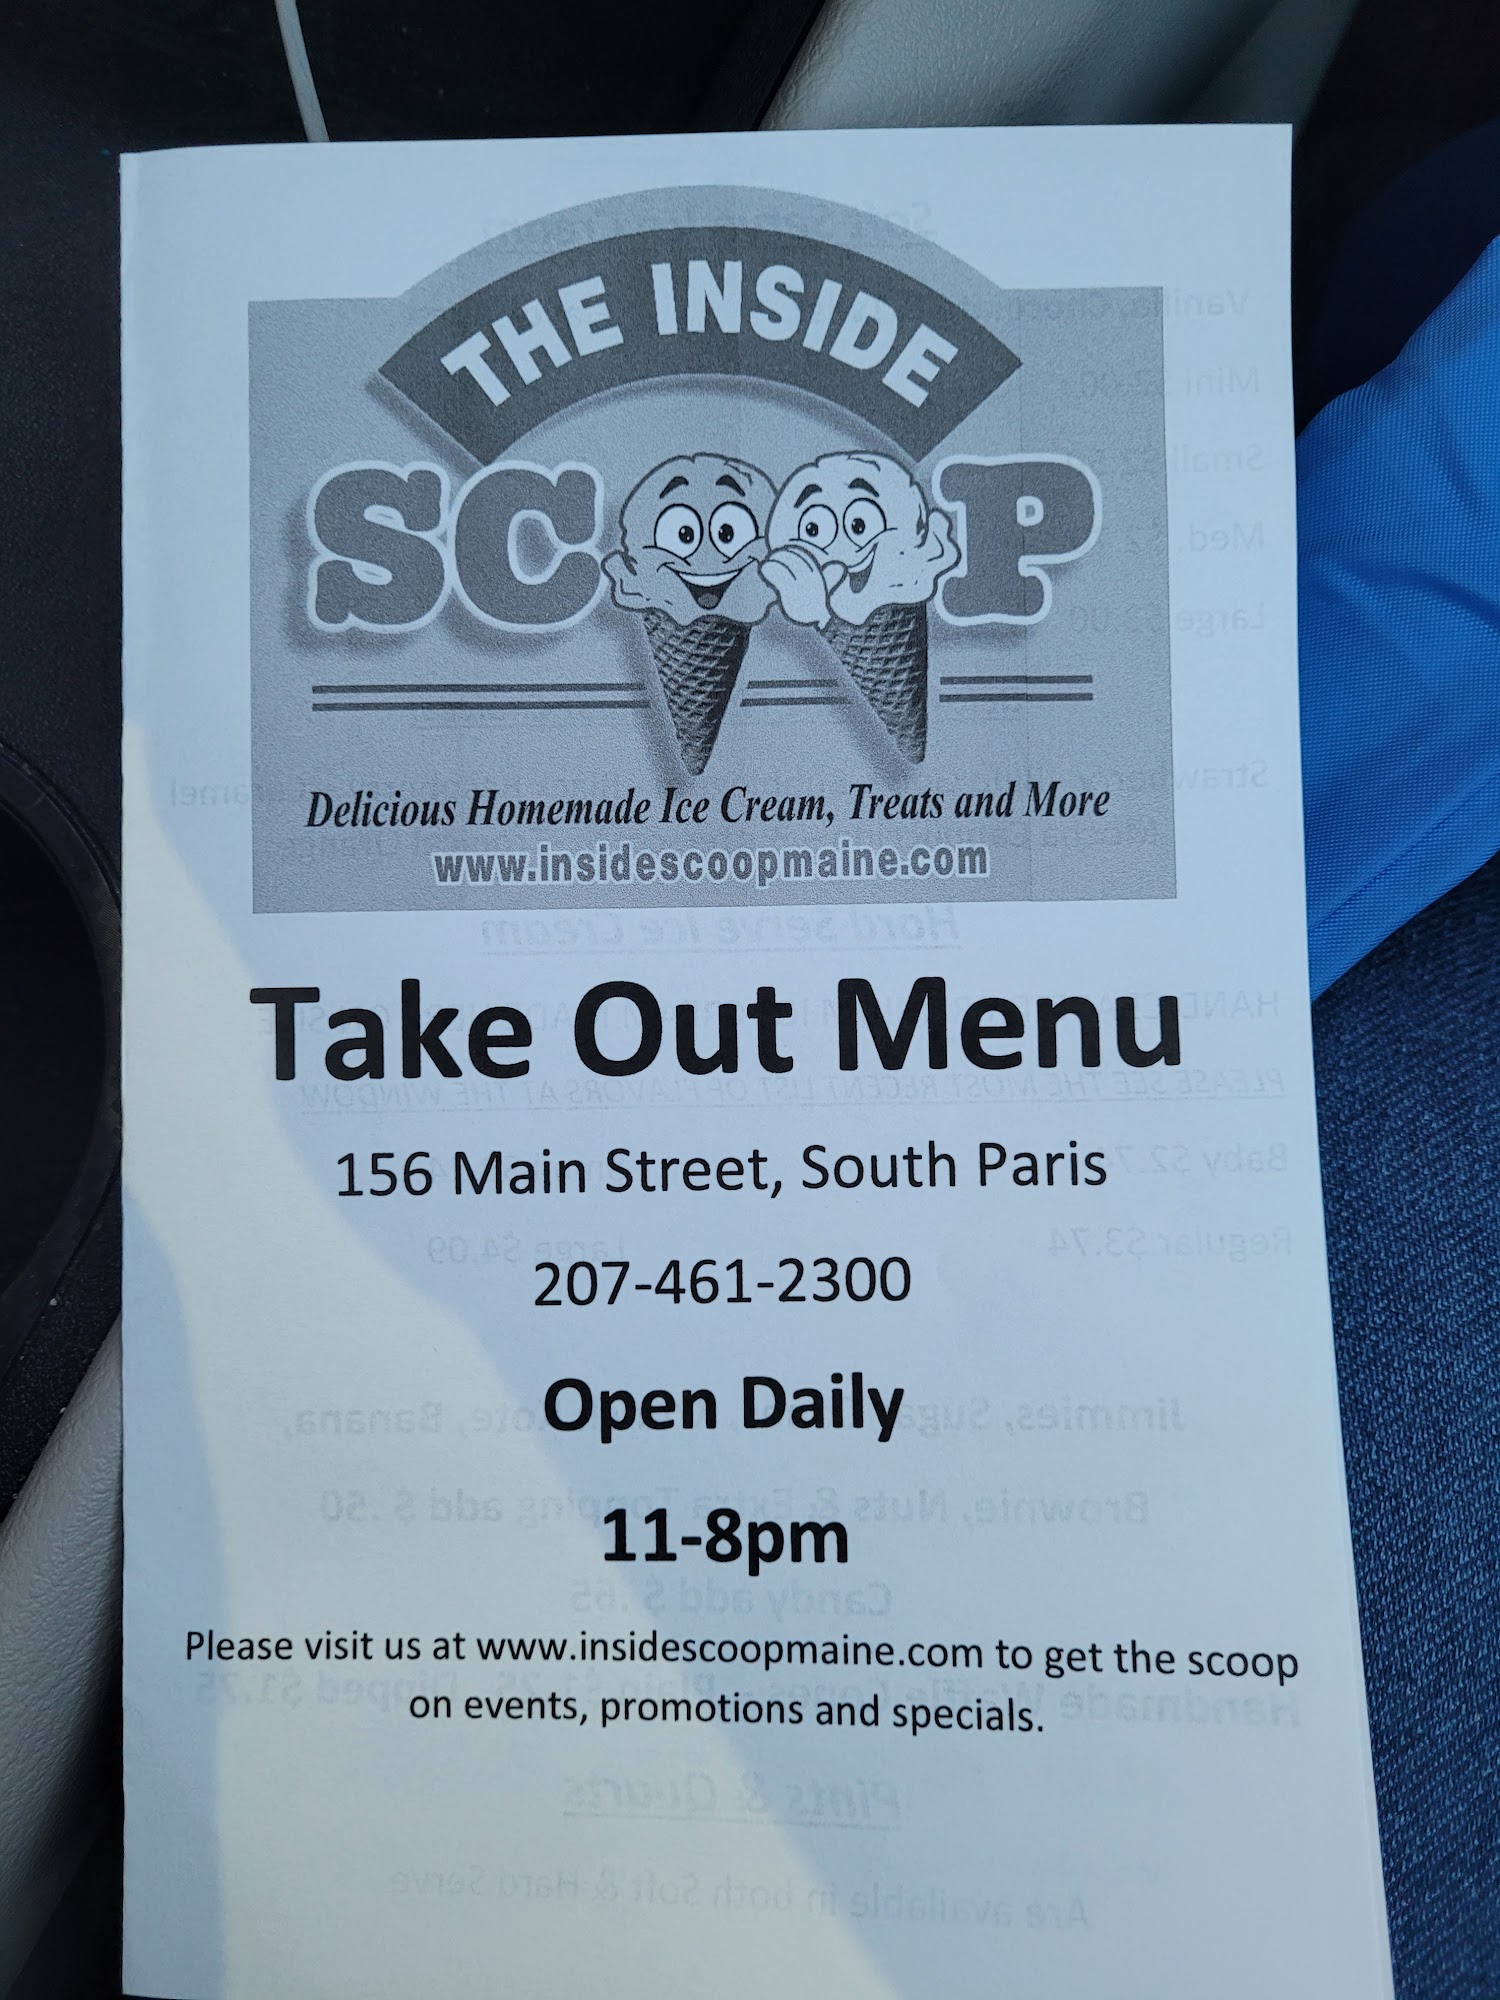 THE INSIDE
SCOOP
Delicious Homemade Ice Cream, Treats and More
www.insidescoopmaine.com
Take Out Menu
156 Main Street, South Paris
207-461-2300
Open Daily
11-8pm
Please visit us at www.insidescoopmaine.com to get the scoop
on events, promotions and specials.